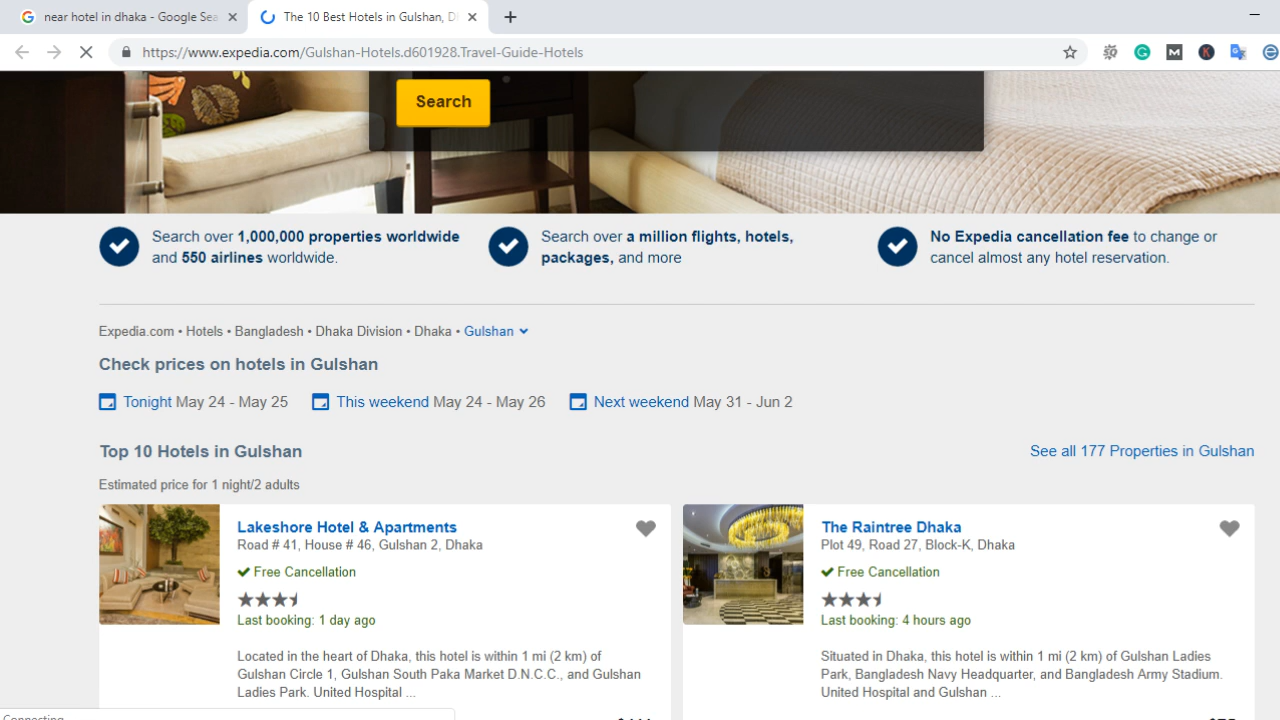 near hotel in dhaka - Google Sea
The 10 Best Hotels in Gulshan, D
https://www.expedia.com/Gulshan-Hotels.d601928.Travel-Guide-Hotels
Search
Search over 1,000,000 properties worldwide
and 550 airlines worldwide.
Search over a million flights, hotels,
packages, and more
No Expedia cancellation fee to change or
cancel almost any hotel reservation.
Expedia.com • Hotels • Bangladesh • Dhaka Division • Dhaka • Gulshan
Check prices on hotels in Gulshan
Tonight May 24 - May 25
This weekend May 24 - May 26
Next weekend May 31 - Jun 2
Top 10 Hotels in Gulshan
See all 177 Properties in Gulshan
Estimated price for 1 night/2 adults
Lakeshore Hotel & Apartments
Road # 41, House # 46, Gulshan 2, Dhaka
Free Cancellation
Last booking: 1 day ago
Located in the heart of Dhaka, this hotel is within 1 mi (2 km) of
Gulshan Circle 1, Gulshan South Paka Market D.N.C.C., and Gulshan
Ladies Park. United Hospital ...
The Raintree Dhaka
Plot 49, Road 27, Block-K, Dhaka
Free Cancellation
Last booking: 4 hours ago
Situated in Dhaka, this hotel is within 1 mi (2 km) of Gulshan Ladies
Park, Bangladesh Navy Headquarter, and Bangladesh Army Stadium.
United Hospital and Gulshan ...
Connecting